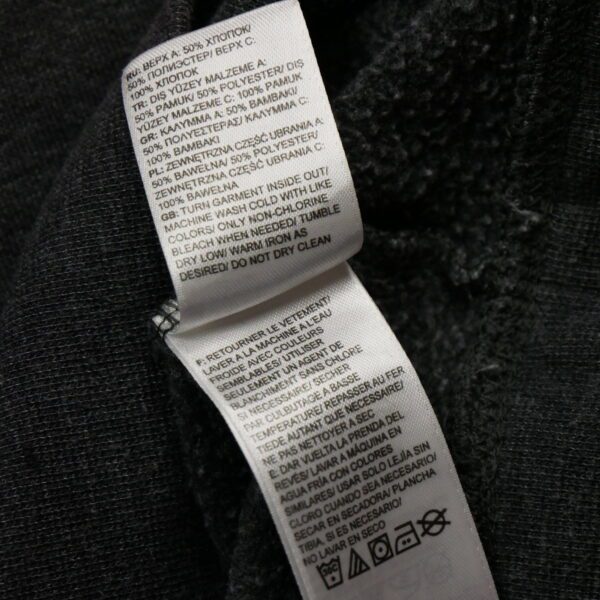 RU: ВЕРХ A: 50% ХЛОПОК/
50% ПОЛИЭСТЕР/ ВЕРХ C:
100% ХЛОПОК
TR: DIŞ YÜZEY MALZEME A:
50% PAMUK/ 50% POLYESTER/ DIŞ
YÜZEY MALZEME C: 100% PAMUK
GR: ΚΑΛΥΜΜΑ A: 50% BAMBAKI/
50% ΠΟΛΥΕΣΤΕΡΑΣ/ ΚΑΛΥΜΜΑ C:
100% BAMBAKI
PL: ZEWNĘTRZNA CZĘŚĆ UBRANIA A:
50% BAWEŁNA/ 50% POLYESTER/
ZEWNĘTRZNA CZĘŚĆ UBRANIA C:
100% BAWEŁNA
GB: TURN GARMENT INSIDE OUT/
MACHINE WASH COLD WITH LIKE
COLORS/ ONLY NON-CHLORINE
BLEACH WHEN NEEDED/ TUMBLE
DRY LOW/ WARM IRON AS
DESIRED/ DO NOT DRY CLEAN
F: RETOURNER LE VETEMENT/
LAVER A LA MACHINE A L'EAU
FROIDE AVEC COULEURS
SEMBLABLES/ UTILISER
SEULEMENT UN AGENT DE
BLANCHIMENT SANS CHLORE
SI NECESSAIRE/ SECHER
PAR CULBUTAGE A BASSE
TEMPERATURE/ REPASSER AU FER
TIEDE AUTANT QUE NECESSAIRE/
NE PAS NETTOYER A SEC
E: DAR VUELTA LA PRENDA DEL
REVÉS/ LAVAR A MÁQUINA EN
AGUA FRÍA CON COLORES
SIMILARES/ USAR SOLO LEJÍA SIN
CLORO CUANDO SEA NECESARIO/
SECAR EN SECADORA/ PLANCHA
TIBIA, SI ES NECESARIO/
NO LAVAR EN SECO